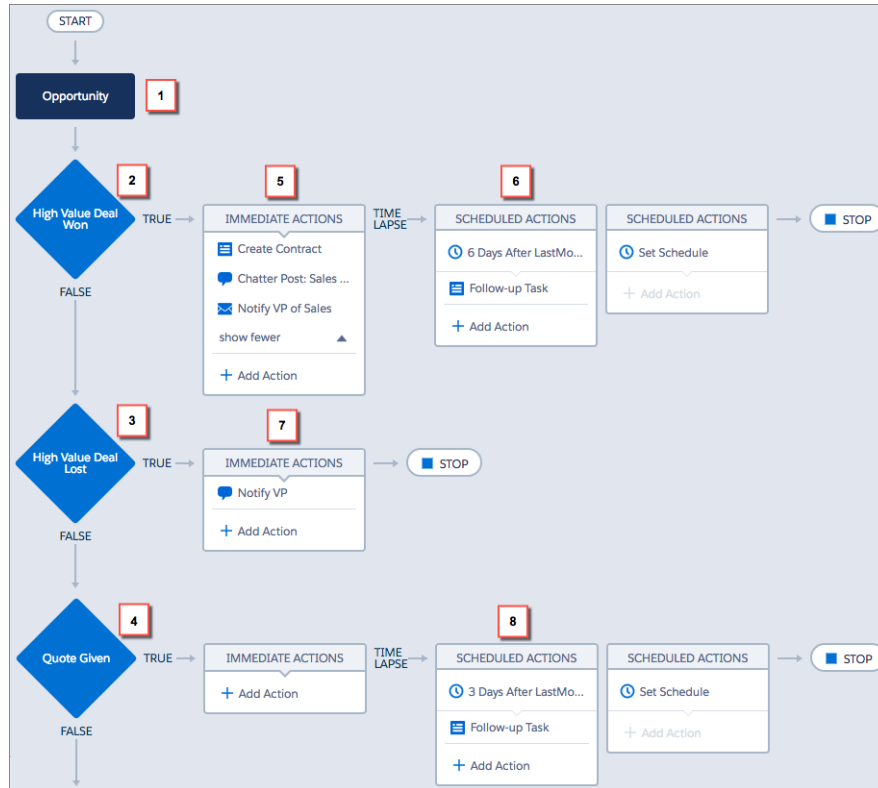 START
Opportunity
1
High Value Deal
Won
2
TRUE
FALSE
5
IMMEDIATE ACTIONS
Create Contract
Chatter Post: Sales ...
Notify VP of Sales
show fewer
+ Add Action
TIME
LAPSE
6
SCHEDULED ACTIONS
6 Days After LastMo...
Follow-up Task
+ Add Action
SCHEDULED ACTIONS
Set Schedule
+ Add Action
STOP
High Value Deal
Lost
3
TRUE
FALSE
7
IMMEDIATE ACTIONS
Notify VP
+ Add Action
STOP
Quote Given
4
TRUE
FALSE
IMMEDIATE ACTIONS
+ Add Action
TIME
LAPSE
8
SCHEDULED ACTIONS
3 Days After LastMo...
Follow-up Task
+ Add Action
SCHEDULED ACTIONS
Set Schedule
+ Add Action
STOP